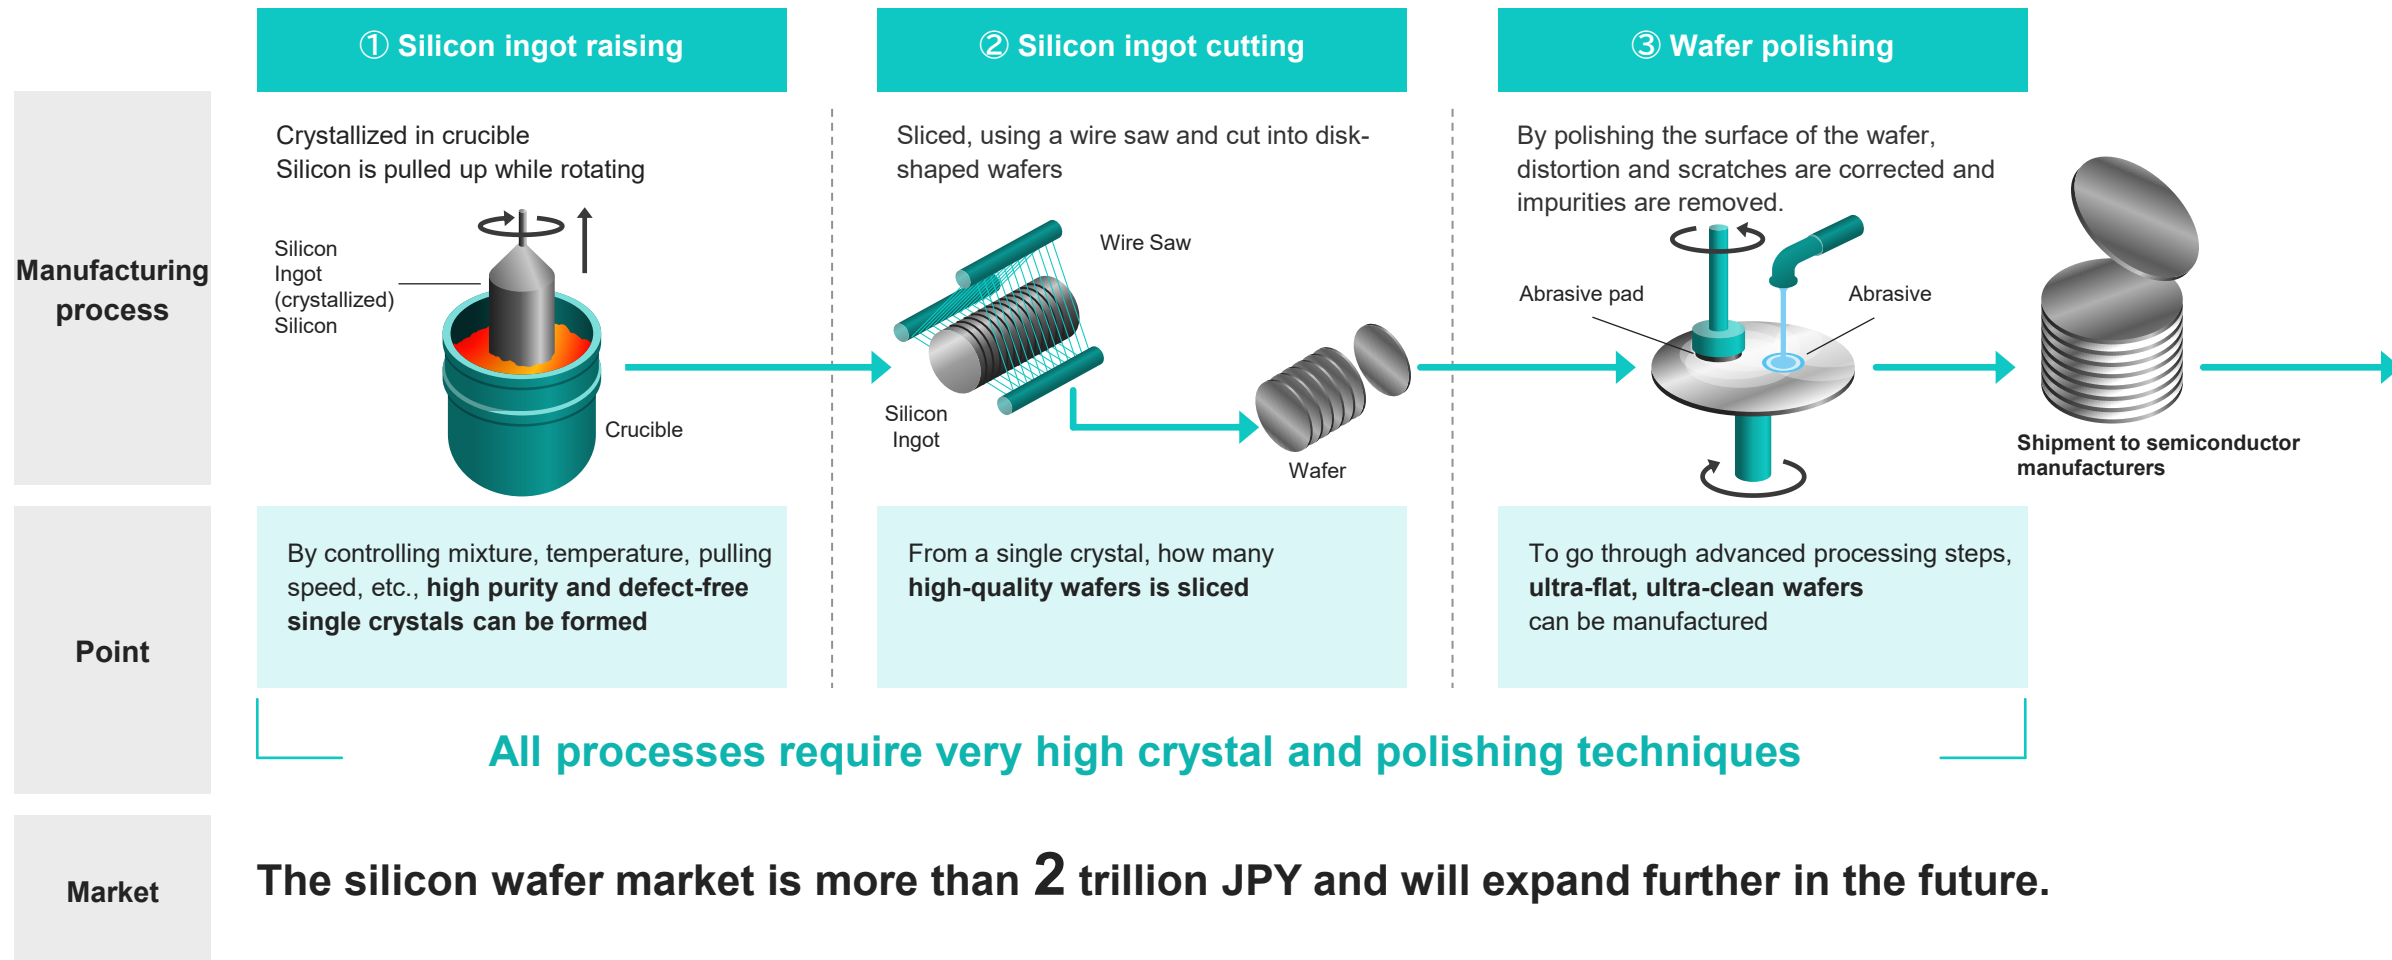 ① Silicon ingot raising
② Silicon ingot cutting
③ Wafer polishing
Manufacturing
process
Crystallized in crucible
Silicon is pulled up while rotating
Silicon
Ingot
(crystallized)
Silicon
Crucible
Sliced, using a wire saw and cut into disk-
shaped wafers
Wire Saw
Silicon
Ingot
Wafer
By polishing the surface of the wafer,
distortion and scratches are corrected and
impurities are removed.
Abrasive pad
Abrasive
Shipment to semiconductor
manufacturers
Point
By controlling mixture, temperature, pulling
speed, etc., high purity and defect-free
single crystals can be formed
From a single crystal, how many
high-quality wafers is sliced
To go through advanced processing steps,
ultra-flat, ultra-clean wafers
can be manufactured
All processes require very high crystal and polishing techniques
Market
The silicon wafer market is more than 2 trillion JPY and will expand further in the future.